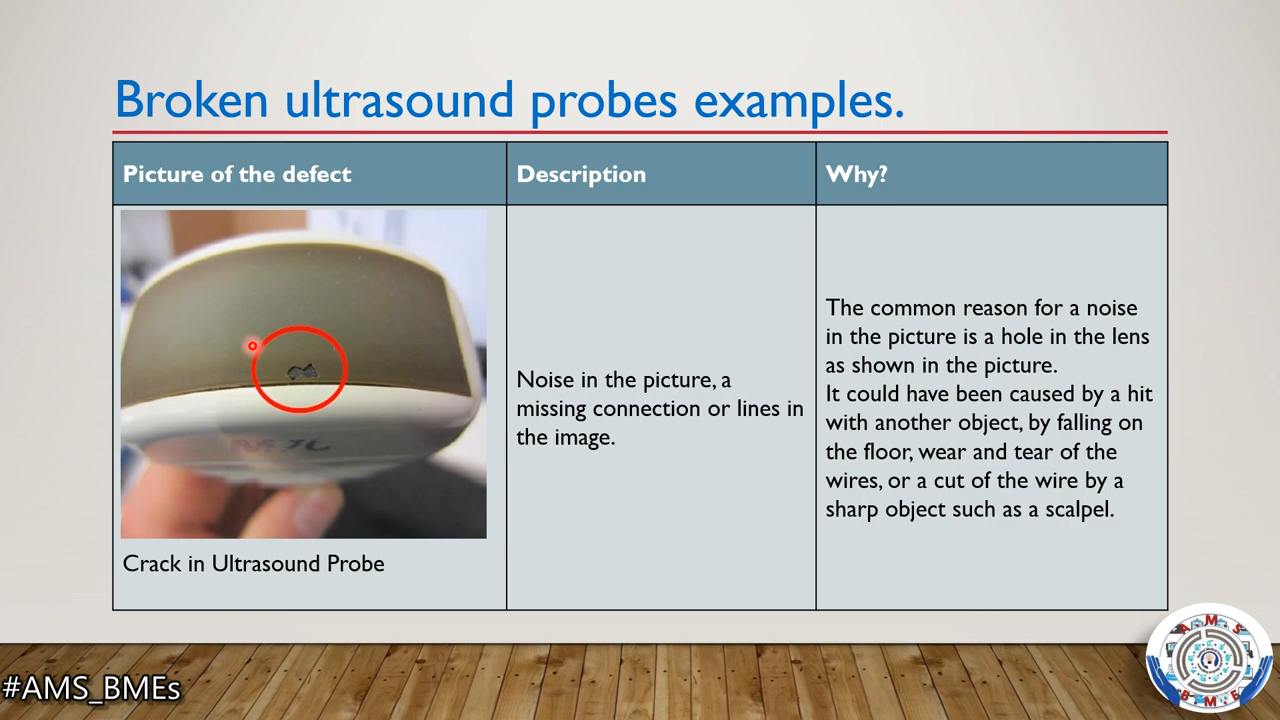 Broken ultrasound probes examples.
Picture of the defect
Description
Why?
Crack in Ultrasound Probe
Noise in the picture, a
missing connection or lines in
the image.
The common reason for a noise
in the picture is a hole in the lens
as shown in the picture.
It could have been caused by a hit
with another object, by falling on
the floor, wear and tear of the
wires, or a cut of the wire by a
sharp object such as a scalpel.
#AMS_BMEs
AMS
BME